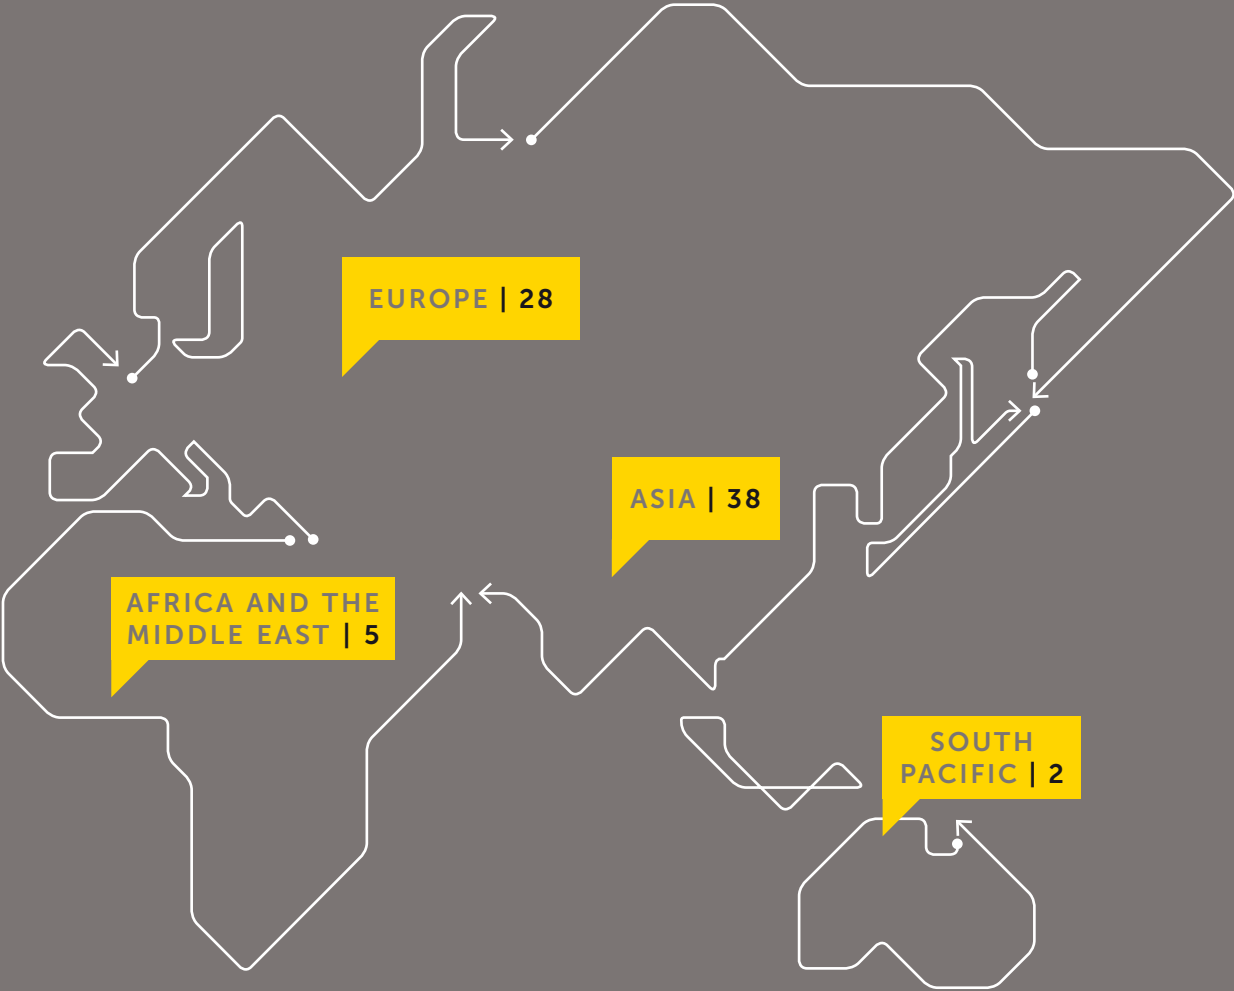 EUROPE | 28
ASIA | 38
AFRICA AND THE
MIDDLE EAST | 5
SOUTH
PACIFIC | 2